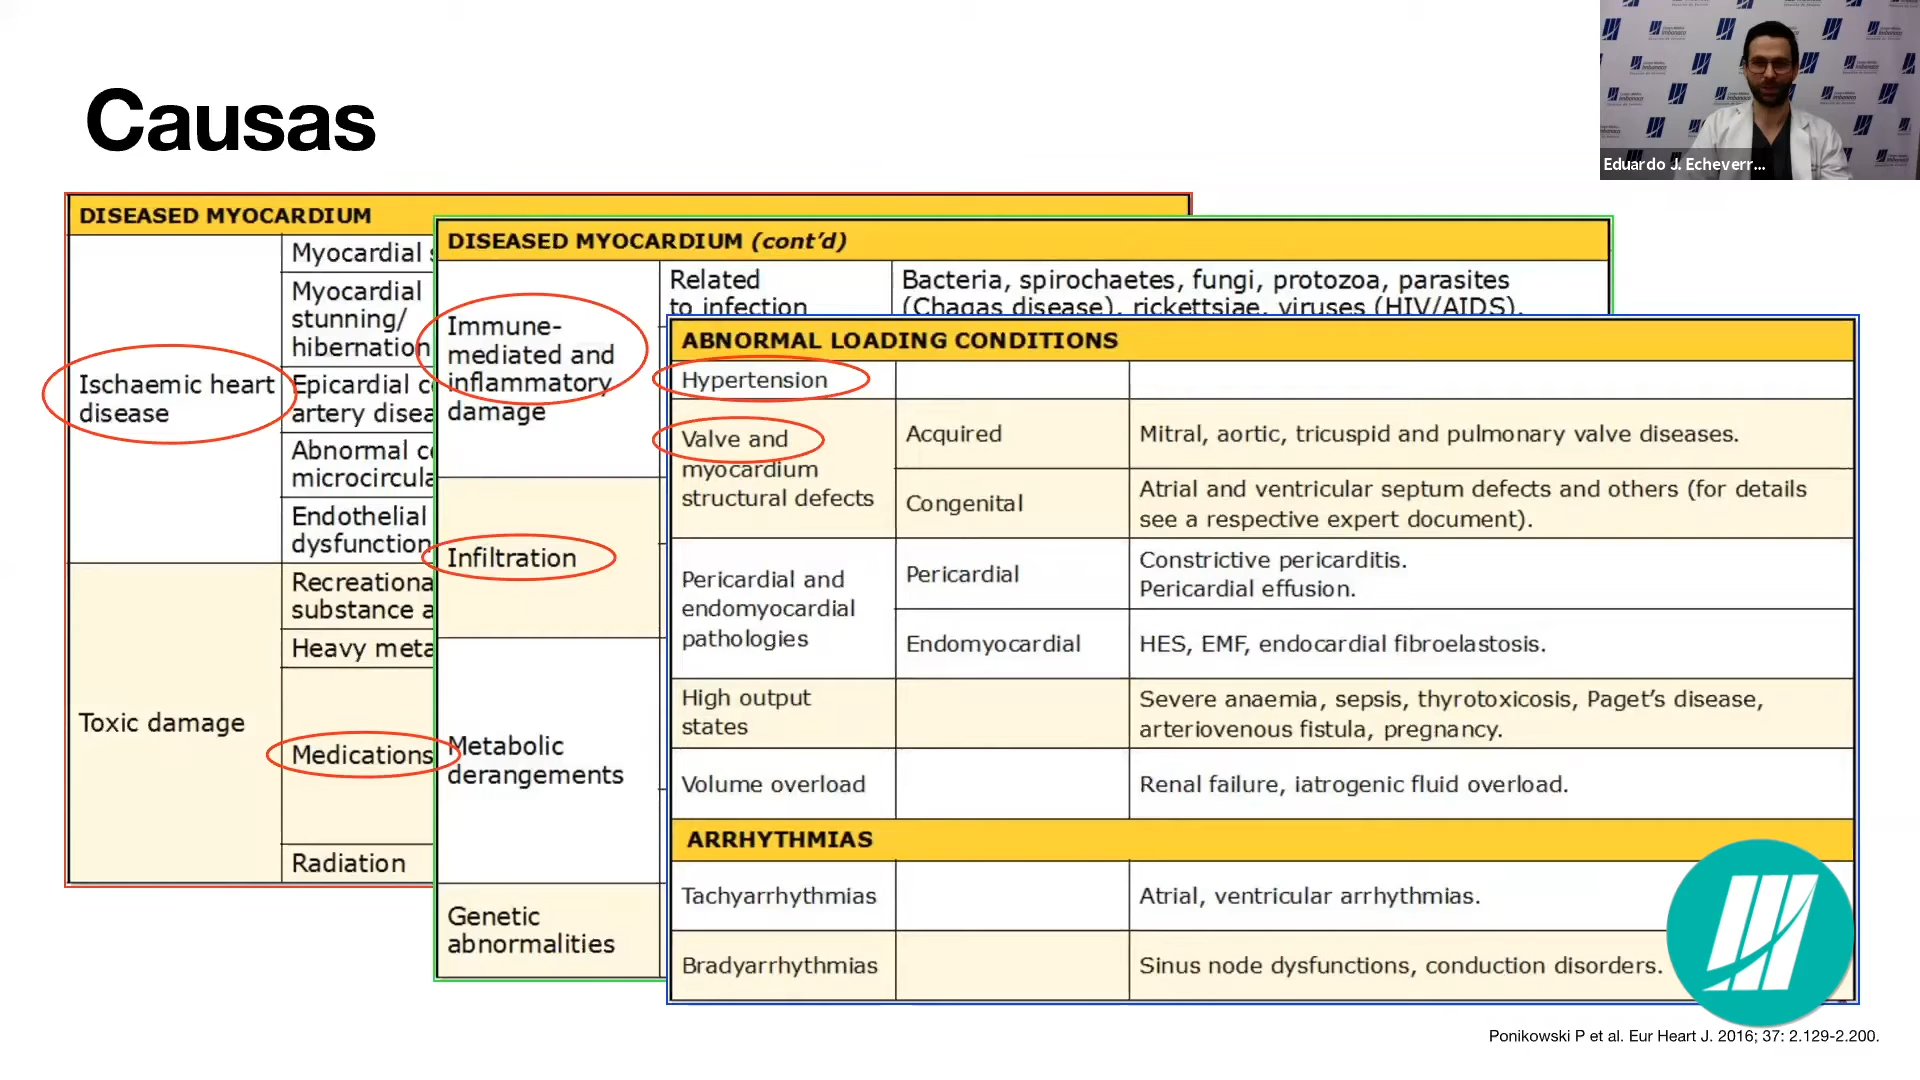 Causas
Eduardo J. Echeverr...
DISEASED MYOCARDIUM
Ischaemic heart
disease
Myocardial
Myocardial
stunning/
hibernation
Epicardial
artery disea
Abnormal
microcircula
Endothelial
dysfunction
Toxic damage
Recreationa
substance a
Heavy meta
Medications
Radiation
DISEASED MYOCARDIUM (cont'd)
Immune-
mediated and
inflammatory
damage
Related
to infection
Bacteria, spirochaetes, fungi, protozoa, parasites
(Chagas disease), rickettsiae, viruses (HIV/AIDS).
Infiltration
Metabolic
derangements
Genetic
abnormalities
ABNORMAL LOADING CONDITIONS
Hypertension
Valve and
myocardium
structural defects
Acquired
Mitral, aortic, tricuspid and pulmonary valve diseases.
Congenital
Atrial and ventricular septum defects and others (for details
see a respective expert document).
Pericardial and
endomyocardial
pathologies
Pericardial
Constrictive pericarditis.
Pericardial effusion.
Endomyocardial
HES, EMF, endocardial fibroelastosis.
High output
states
Severe anaemia, sepsis, thyrotoxicosis, Paget's disease,
arteriovenous fistula, pregnancy.
Volume overload
Renal failure, iatrogenic fluid overload.
ARRHYTHMIAS
Tachyarrhythmias
Atrial, ventricular arrhythmias.
Bradyarrhythmias
Sinus node dysfunctions, conduction disorders.
Ponikowski P et al. Eur Heart J. 2016; 37: 2.129-2.200.